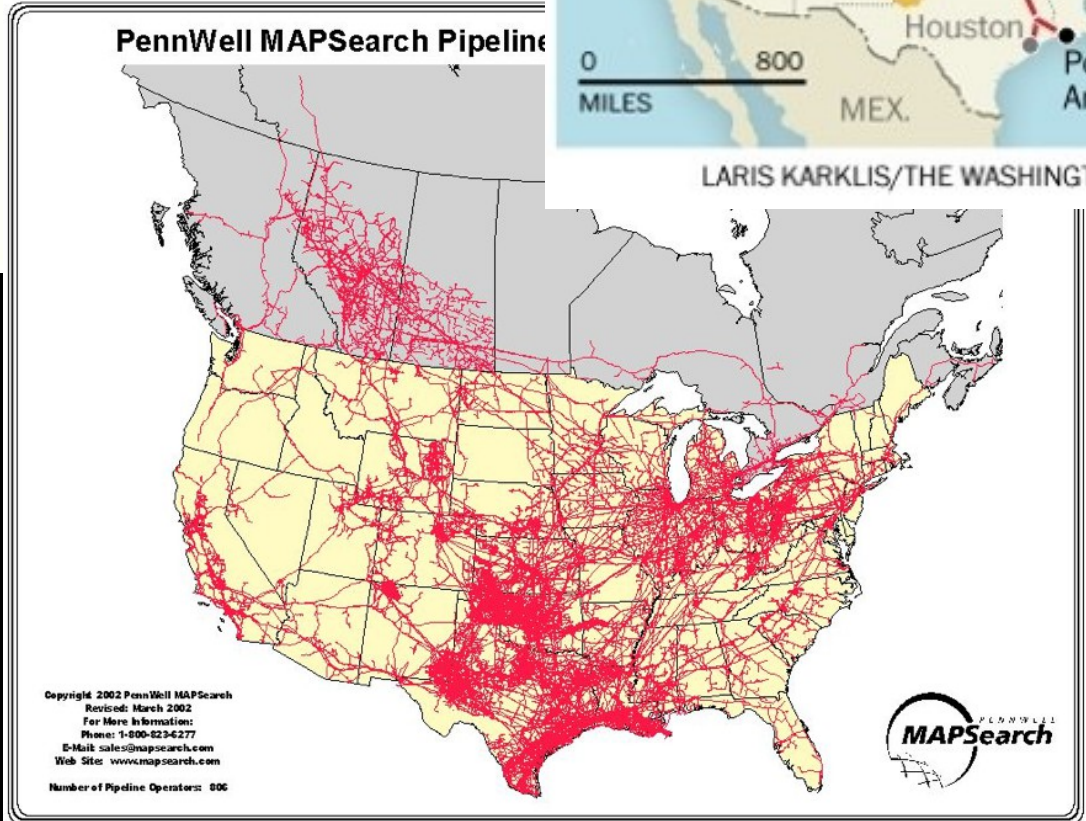 PennWell MAPSearch Pipeline
Houston
0 800
MILES
MEX.
LARIS KARKLIS/THE
Copyright 2002 PennWell MAPSearch
Revised: March 2002
For More Information:
Phone: 1-800-823-6277
E-Mail: sales@mapsearch.com
Web Site: www.mapsearch.com
Number of Pipeline Operators: 806
PENNWELL
MAPSearch